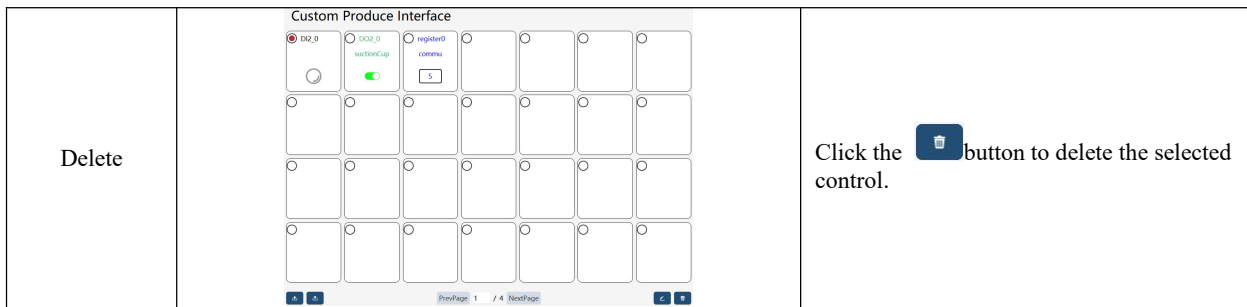 Delete
Custom Produce Interface
DI2_0
DO2_0
register0
suctionCup
commu
5
PrevPage 1 / 4 NextPage
Click the button to delete the selected
control.